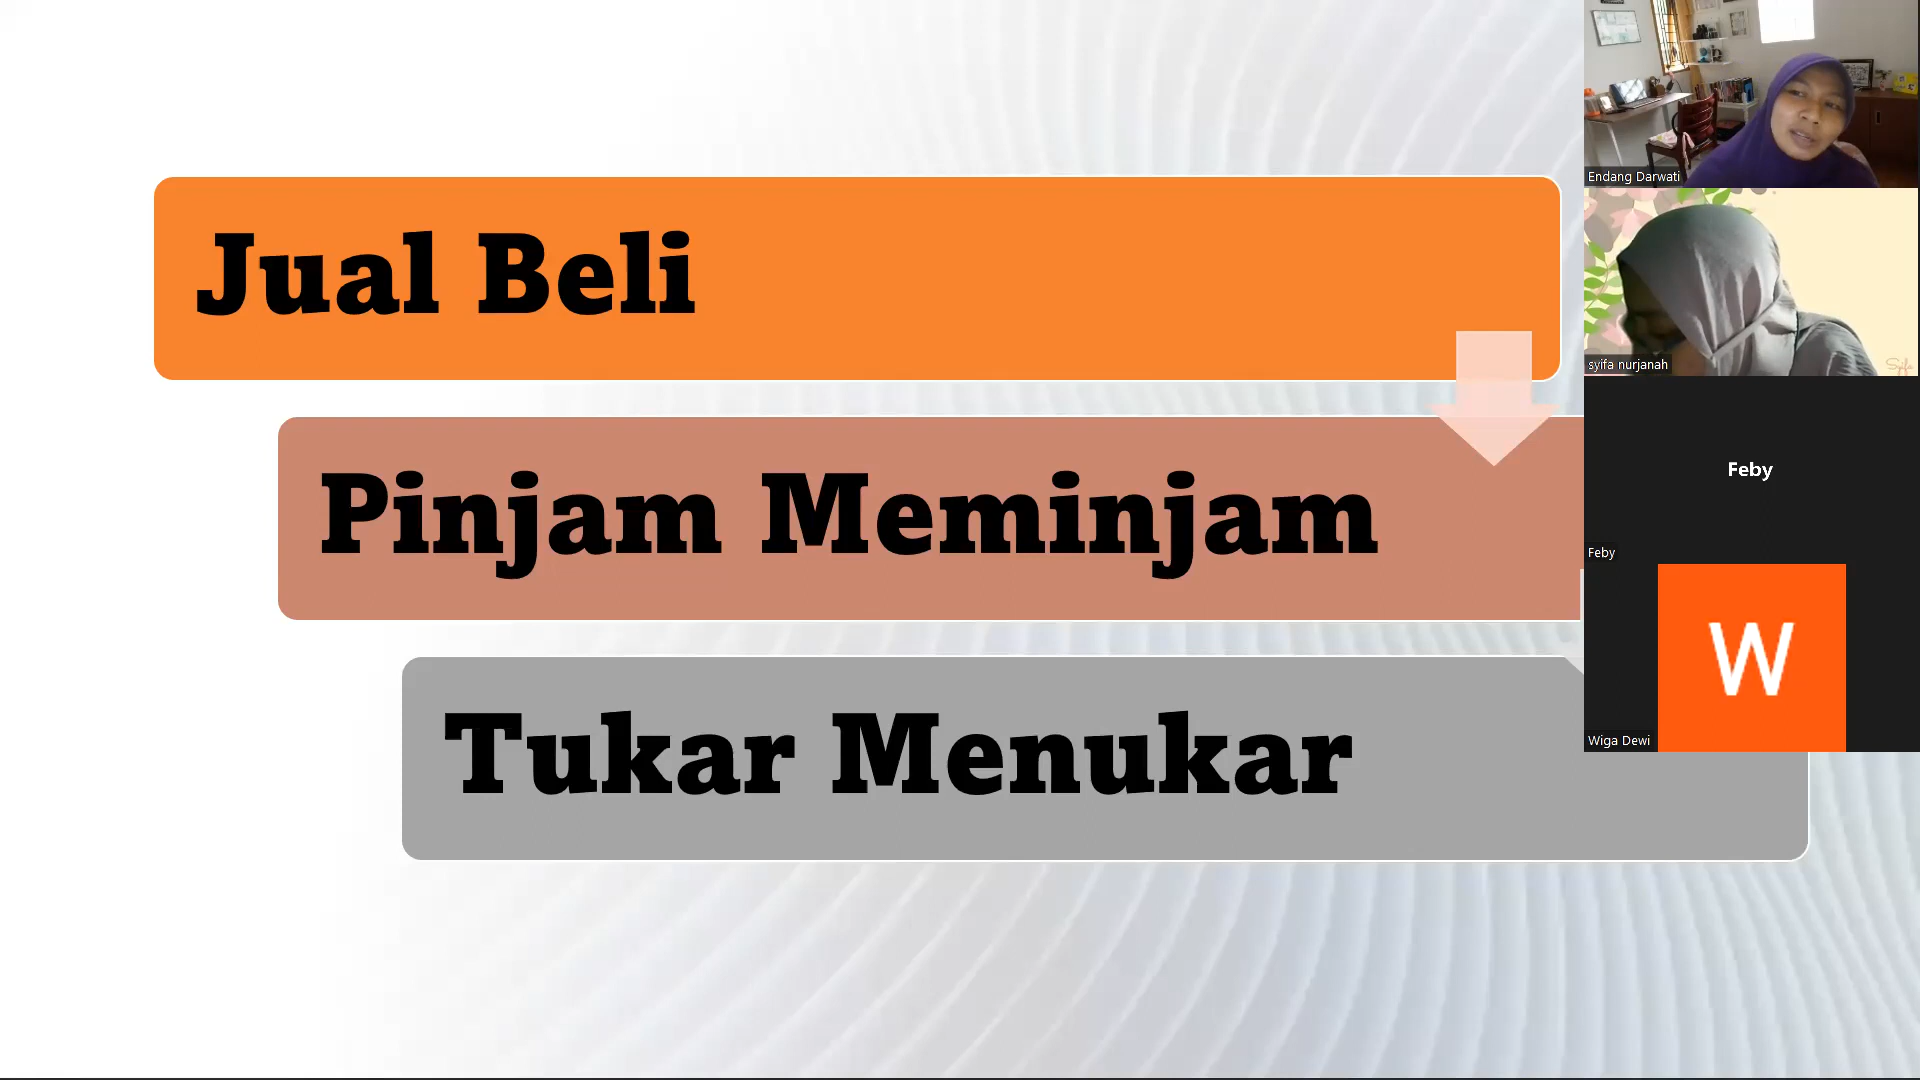 Jual Beli
Pinjam Meminjam
Tukar Menukar
Endang Darwati
syifa nurjanah
Feby
Feby
W
Wiga Dewi